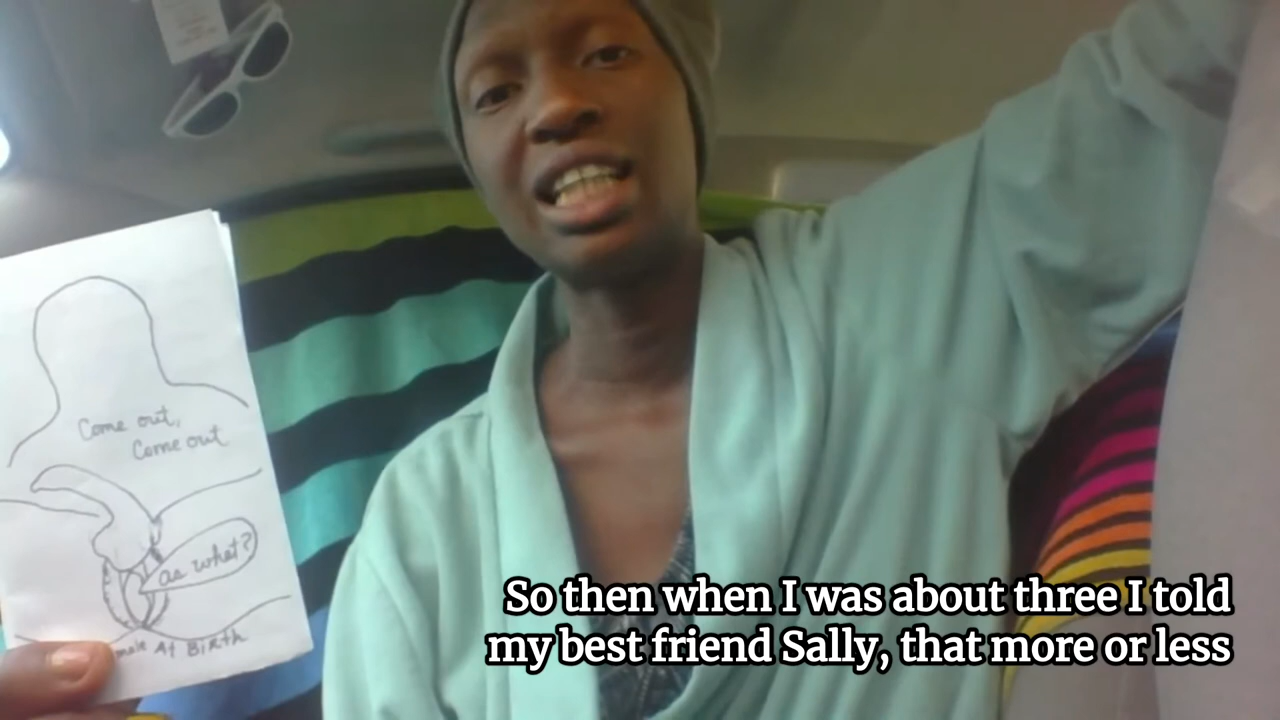 Come out,
Come out
as what?
At Birth
So then when I was about three I told
my best friend Sally, that more or less